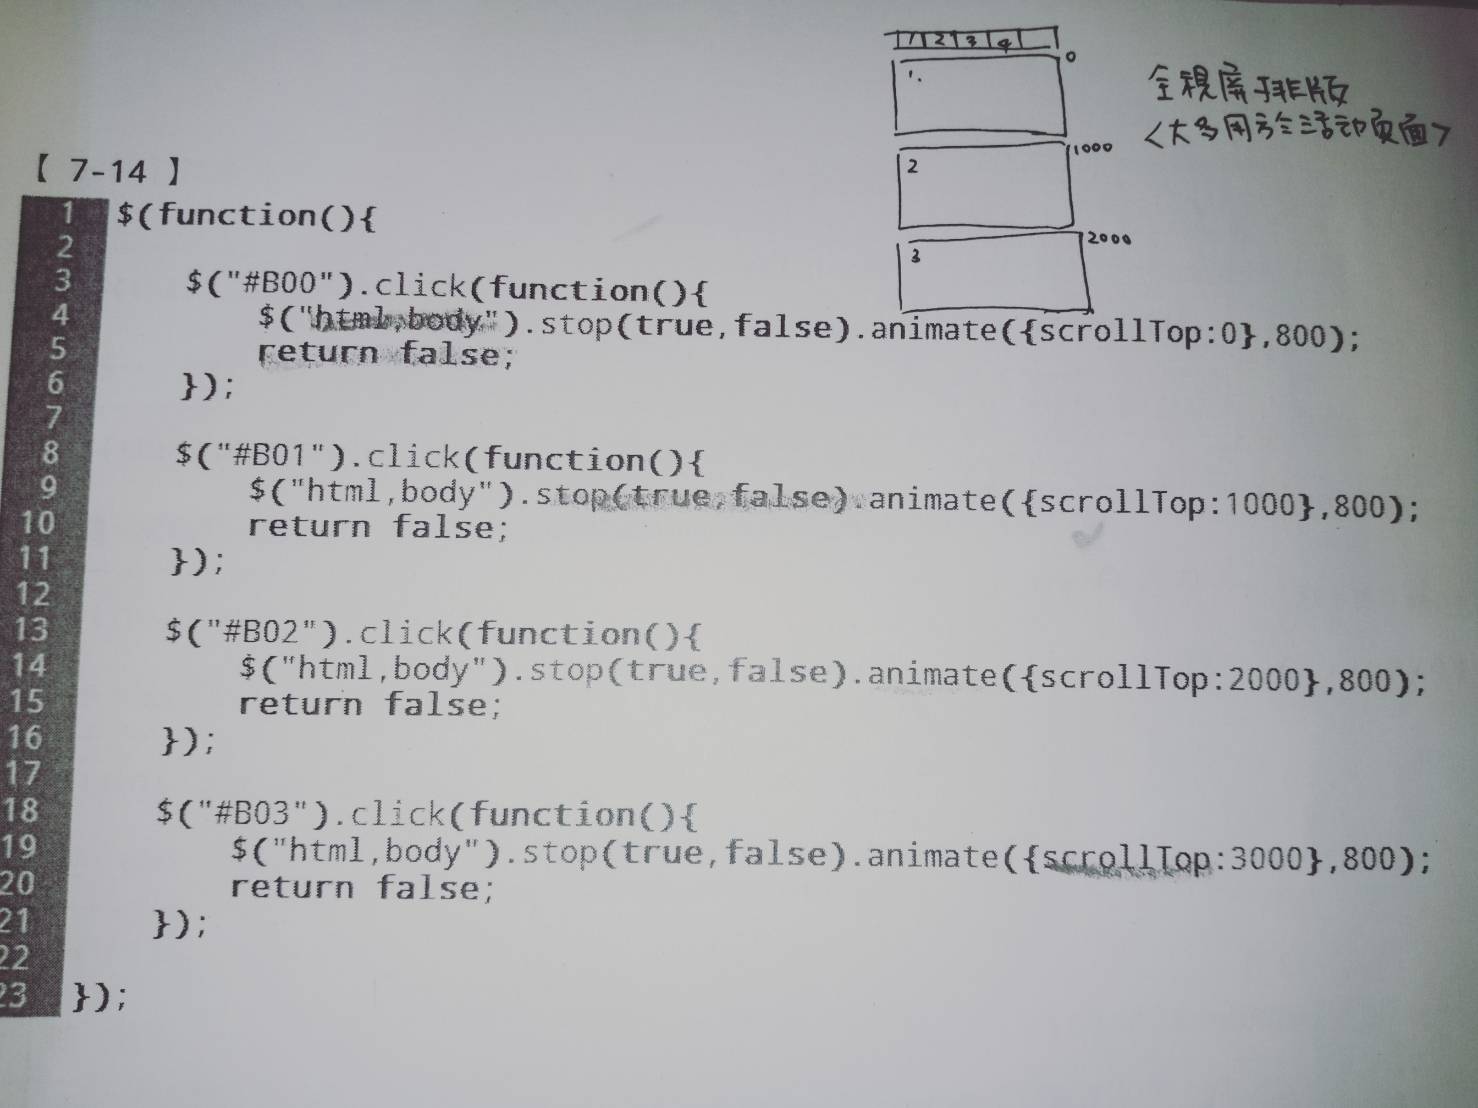 1 2 3 4
0
1.
全視屏排版
<大多用於活动页面>
1000
2
2000
3
【 7-14 】
1 $(function(){
2
3 $("#B00").click(function(){
4 $("html,body").stop(true,false).animate({scrollTop:0},800);
5 return false;
6 });
7
8 $("#B01").click(function(){
9 $("html,body").stop(true,false).animate({scrollTop:1000},800);
10 return false;
11 });
12
13 $("#B02").click(function(){
14 $("html,body").stop(true,false).animate({scrollTop:2000},800);
15 return false;
16 });
17
18 $("#B03").click(function(){
19 $("html,body").stop(true,false).animate({scrollTop:3000},800);
20 return false;
21 });
22
23 });